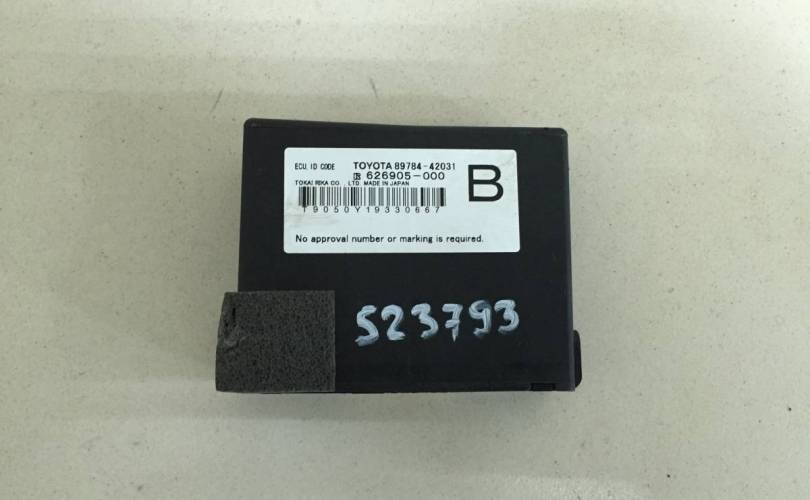 ECU. ID CODE TOYOTA 89784-42031
626905-000
TOKAI RIKA CO., LTD. MADE IN JAPAN
B
T9050Y19330667
No approval number or marking is required.
523793